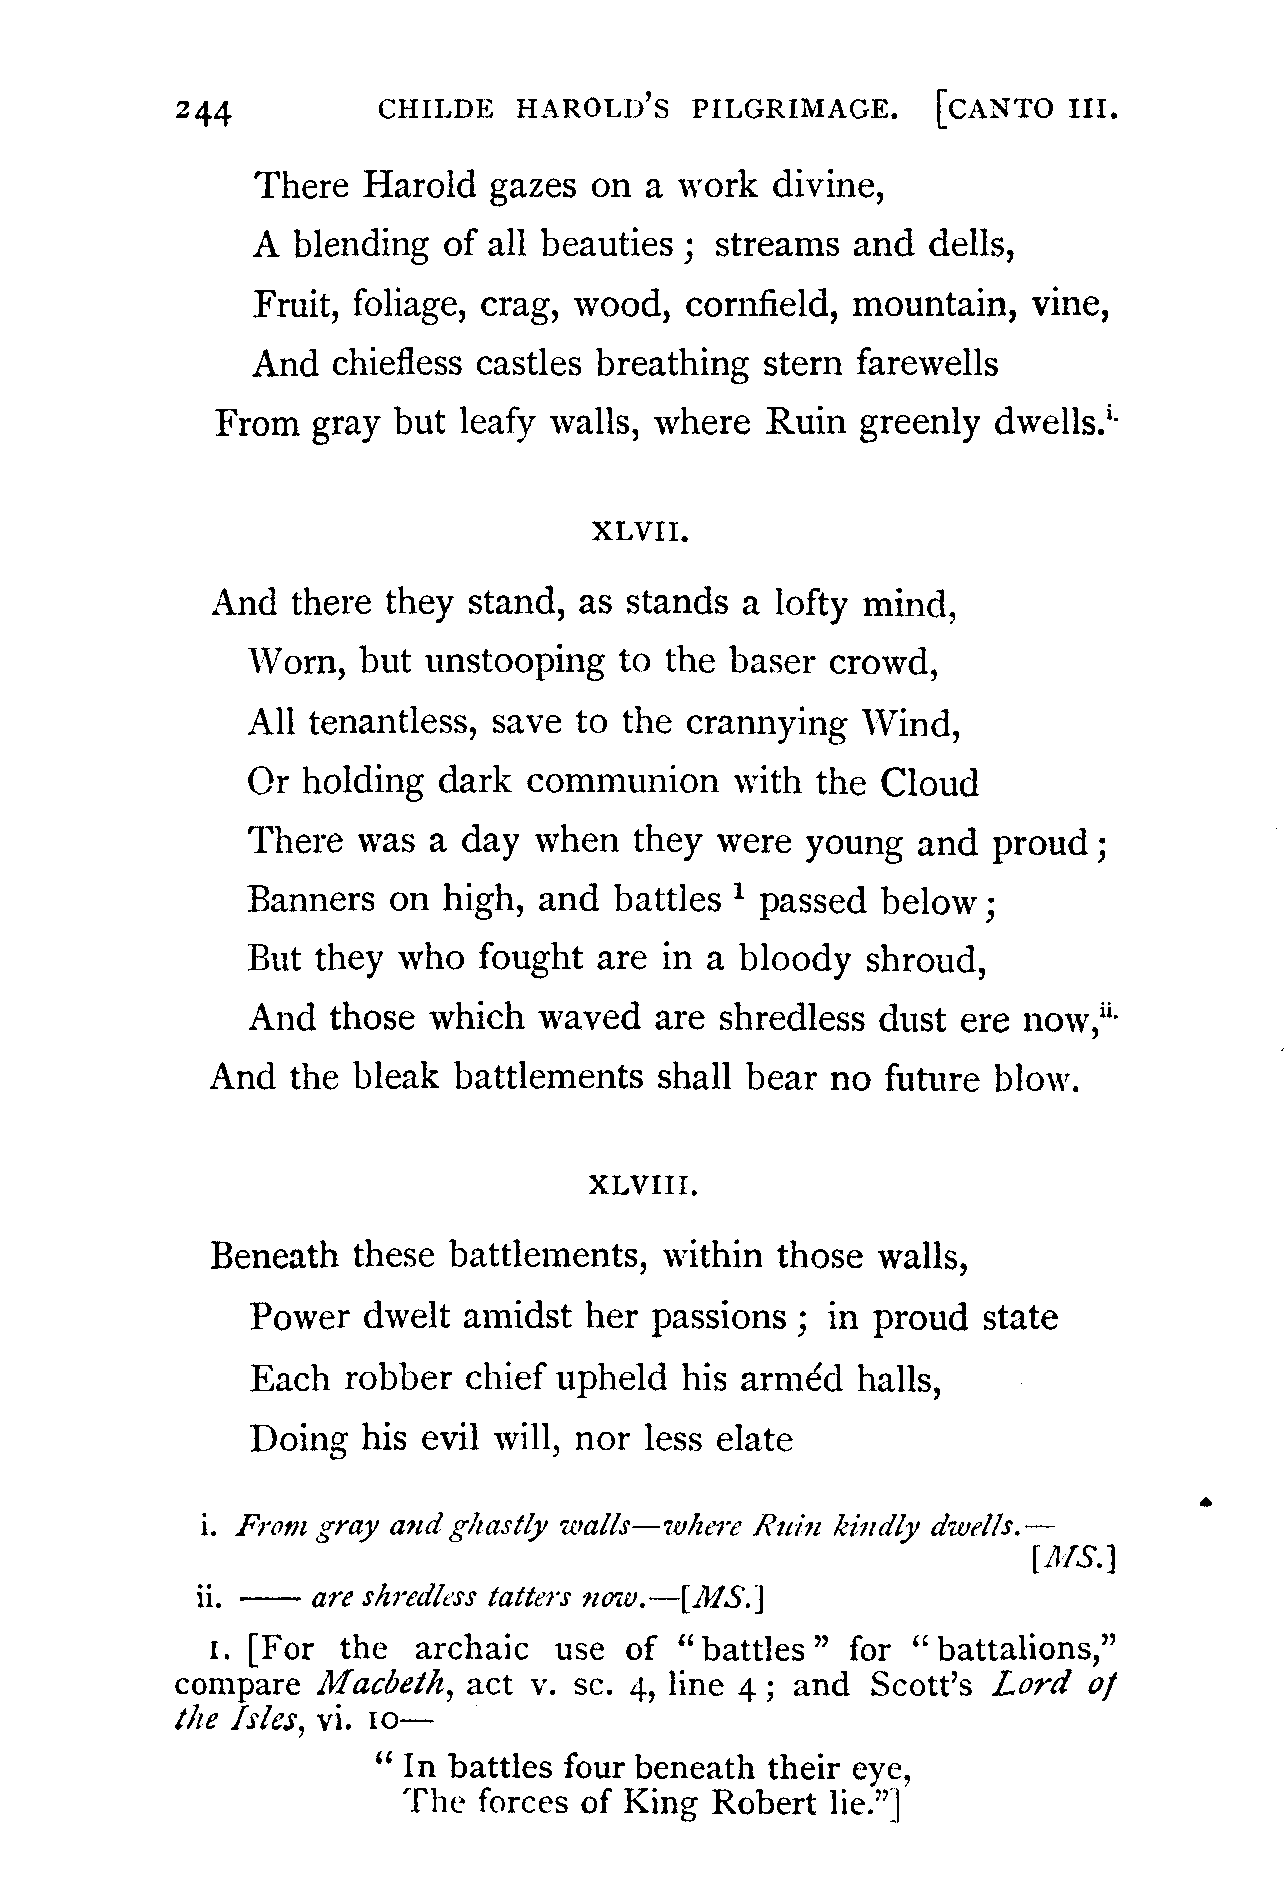 244 CHILDE HAROLD'S PILGRIMAGE. [CANTO III.
There Harold gazes on a work divine,
A blending of all beauties ; streams and dells,
Fruit, foliage, crag, wood, cornfield, mountain, vine,
And chiefless castles breathing stern farewells
From gray but leafy walls, where Ruin greenly dwells.i.
XLVII.
And there they stand, as stands a lofty mind,
Worn, but unstooping to the baser crowd,
All tenantless, save to the crannying Wind,
Or holding dark communion with the Cloud
There was a day when they were young and proud ;
Banners on high, and battles 1 passed below ;
But they who fought are in a bloody shroud,
And those which waved are shredless dust ere now,ii.
And the bleak battlements shall bear no future blow.
XLVIII.
Beneath these battlements, within those walls,
Power dwelt amidst her passions ; in proud state
Each robber chief upheld his arméd halls,
Doing his evil will, nor less elate
i. From gray and ghastly walls—where Ruin kindly dwells.—
[MS.]
ii. —— are shredless tatters now.—[MS.]
1. [For the archaic use of "battles" for "battalions,"
compare Macbeth, act v. sc. 4, line 4 ; and Scott's Lord of
the Isles, vi. 10—
" In battles four beneath their eye,
The forces of King Robert lie."]